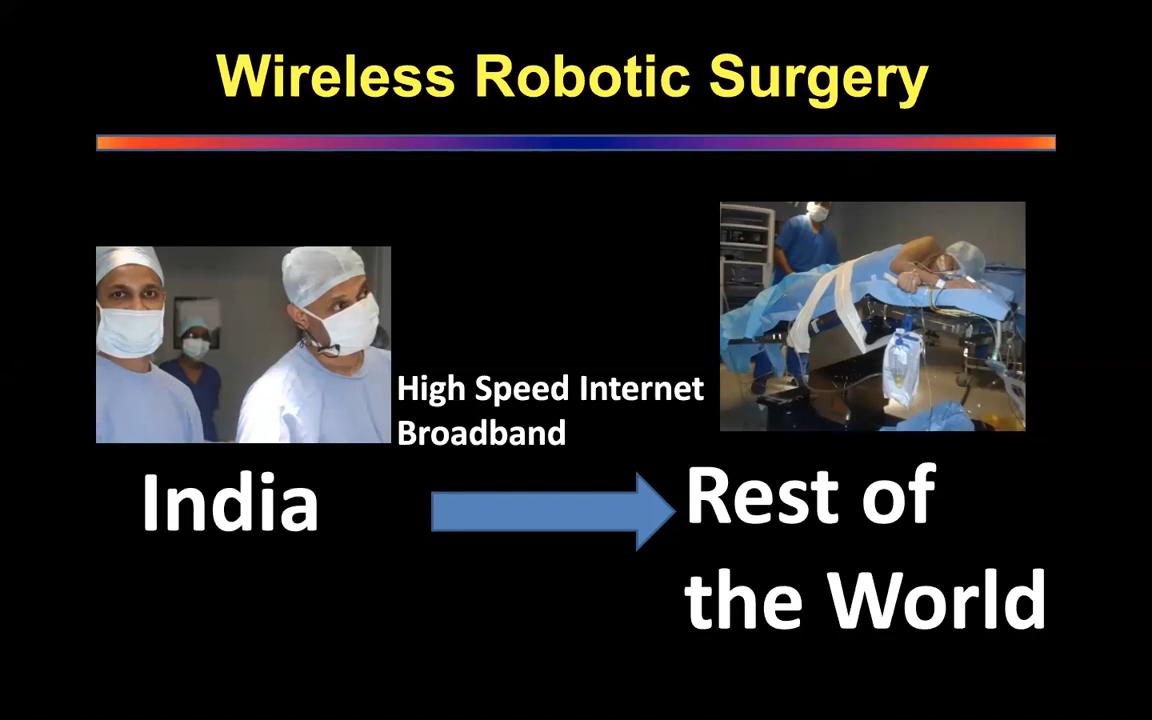 Wireless Robotic Surgery
High Speed Internet
Broadband
India
Rest of
the World